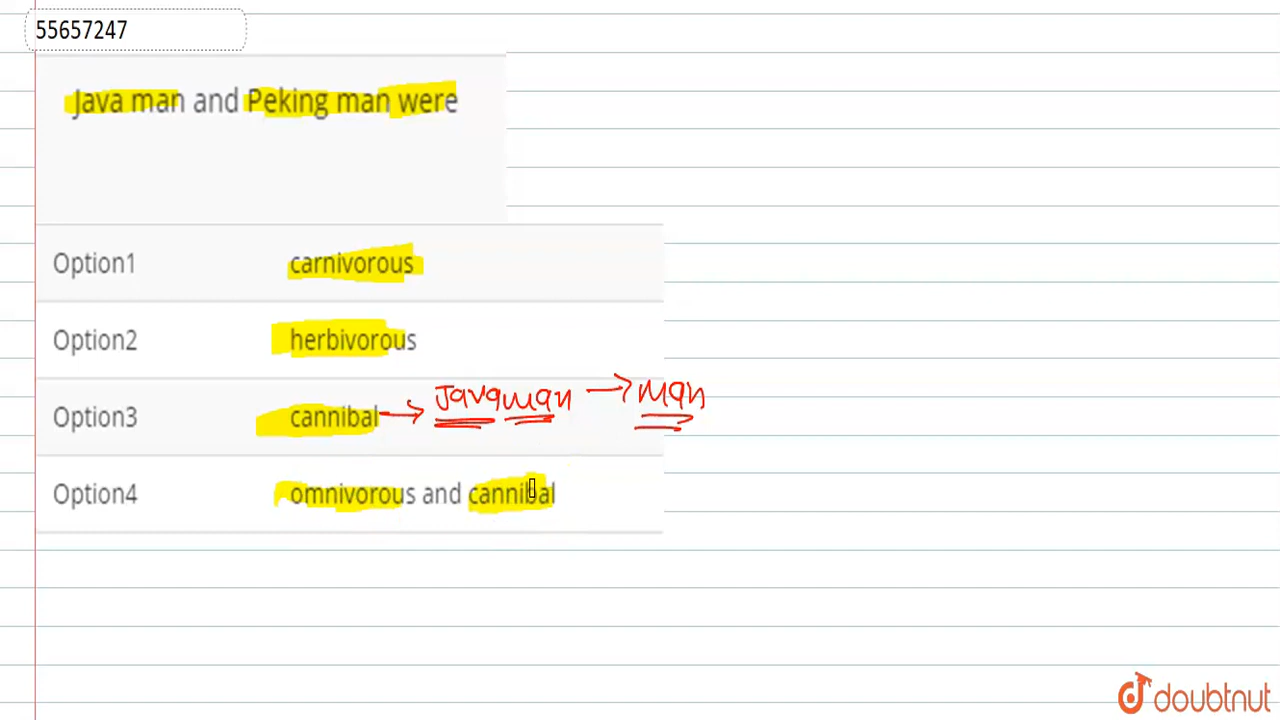 55657247
Java man and Peking man were
Option1 carnivorous
Option2 herbivorous
Option3 cannibal → Javaman → Man
Option4 omnivorous and cannibal
doubtnut